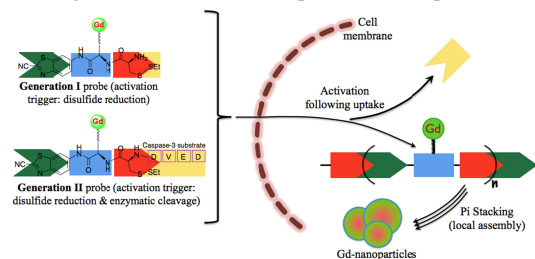 Gd
NC
S
N
N
H
O
H
N
O
NH₂
S
SEt
Generation I probe (activation
trigger: disulfide reduction)
Gd
Caspase-3 substrate
NC
S
N
N
H
O
H
N
O
H
N
D V E D
S
SEt
Generation II probe (activation trigger:
disulfide reduction & enzymatic cleavage)
Cell
membrane
Activation
following uptake
Gd
n
Pi Stacking
(local assembly)
Gd-nanoparticles